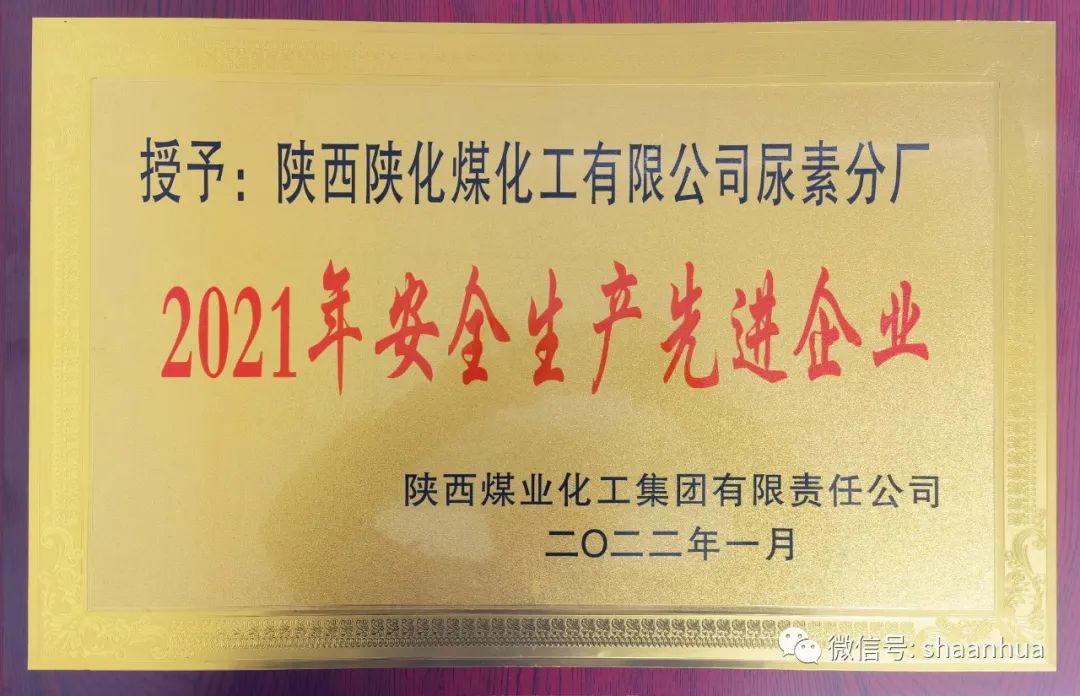 授予：陕西陕化煤化工有限公司尿素分厂
2021年安全生产先进企业
陕西煤业化工集团有限责任公司
二〇二二年一月
微信号: shaanhua